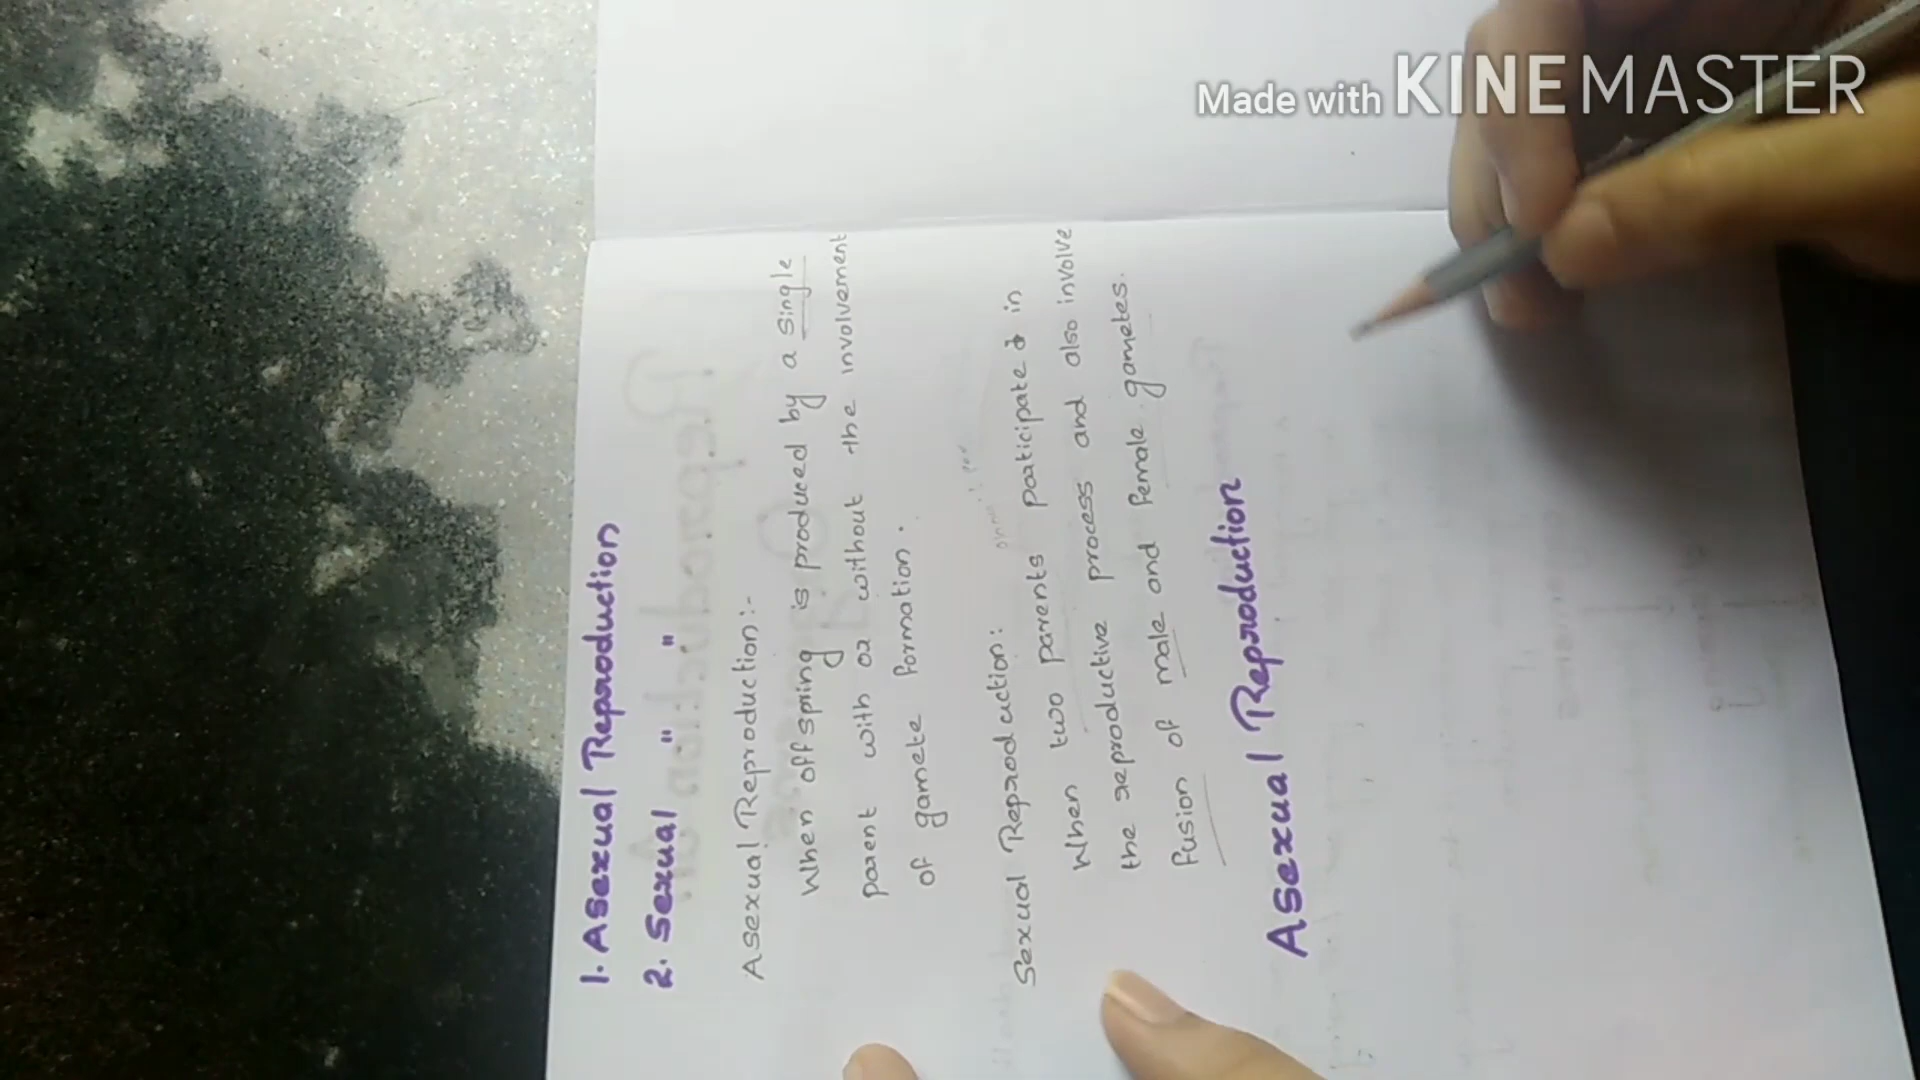 Made with KINEMASTER
1. Asexual Reproduction
2. Sexual " "
Asexual Reproduction:-
When offspring is produced by a single
parent with or without the involvement
of gamete formation.
Sexual Reproduction:
When two parents participate in
the reproductive process and also involve
fusion of male and female gametes.
Asexual Reproduction